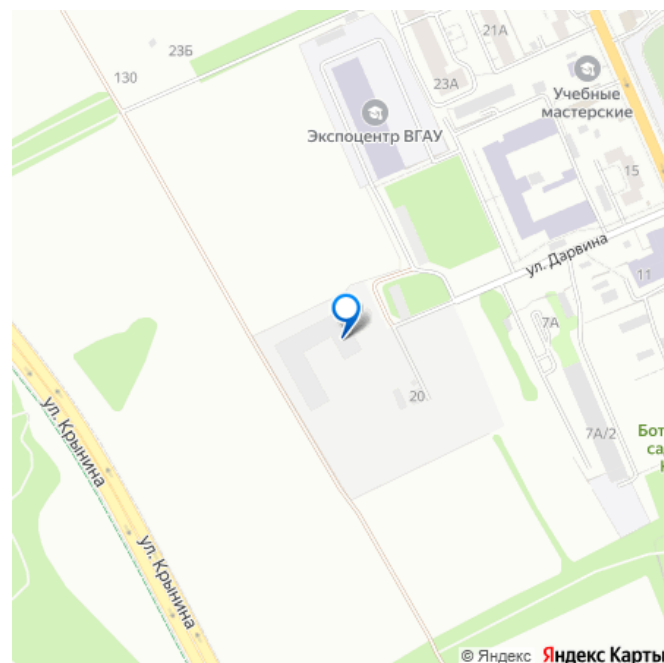 21А
23Б
130
23А
Учебные
мастерские
Экспоцентр ВГАУ
15
ул. Дарвина
11
7А
20
ул. Крынина
7А/2
Бот
са
ул. Крынина
© Яндекс Яндекс Карты